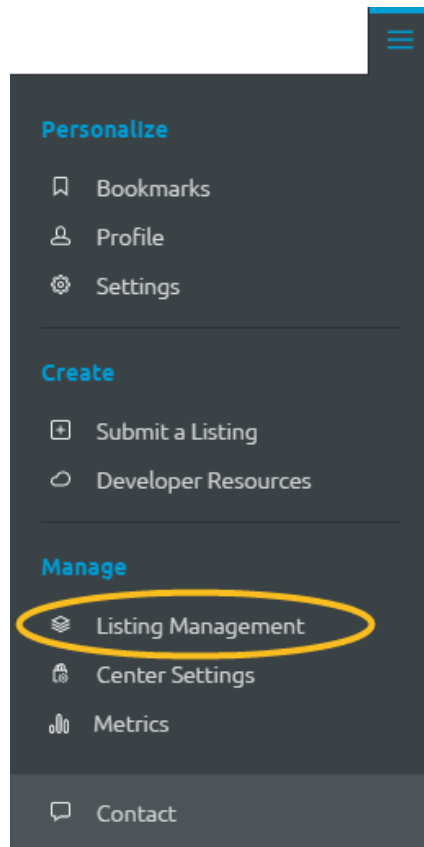 Personalize
Bookmarks
Profile
Settings
Create
Submit a Listing
Developer Resources
Manage
Listing Management
Center Settings
Metrics
Contact